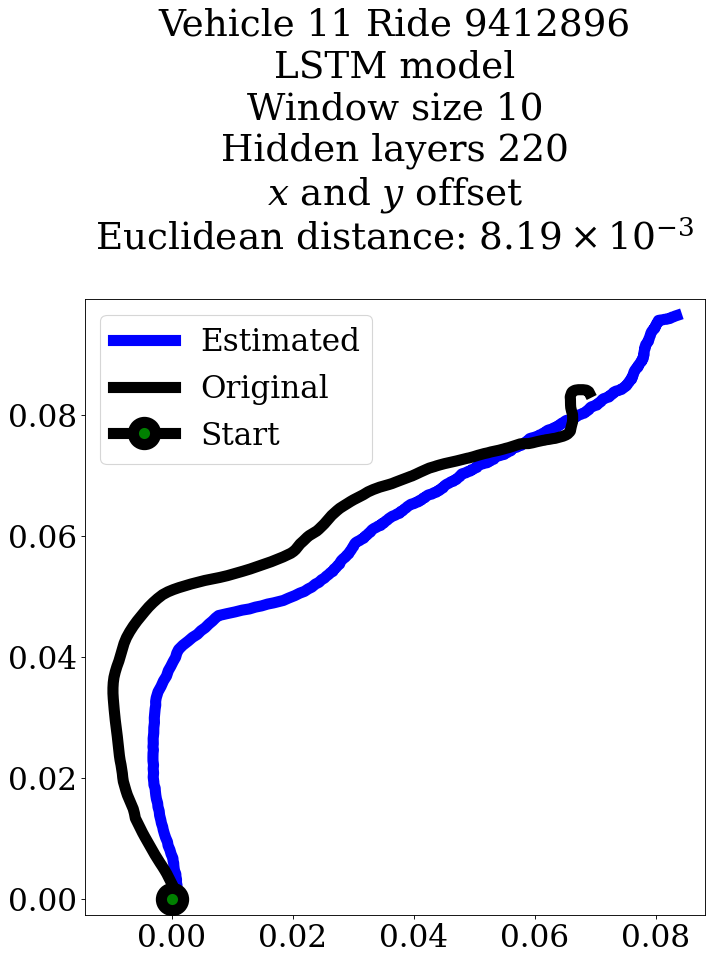 Vehicle 11 Ride 9412896
LSTM model
Window size 10
Hidden layers 220
x and y offset
Euclidean distance: 8.19 × 10⁻³
Estimated
Original
Start
0.08
0.06
0.04
0.02
0.00
0.00 0.02 0.04 0.06 0.08